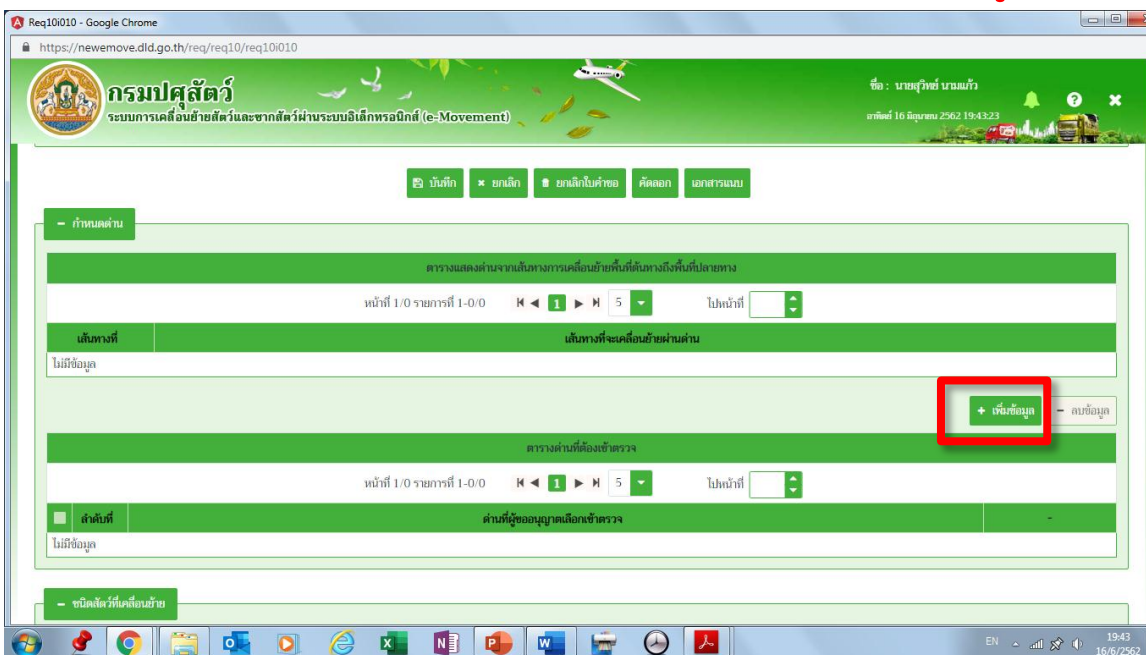 Req10i010 - Google Chrome
https://newemove.dld.go.th/req/req10/req10i010
กรมปศุสัตว์
ระบบการเคลื่อนย้ายสัตว์และซากสัตว์ผ่านระบบอิเล็กทรอนิกส์ (e-Movement)
ชื่อ : นายสุวิทย์ นามแก้ว
อาทิตย์ 16 มิถุนายน 2562 19:43:23
บันทึก ยกเลิก ยกเลิกใบคำขอ คัดลอก เอกสารแนบ
กำหนดด่าน
ตารางแสดงด่านจากเส้นทางการเคลื่อนย้ายพื้นที่ต้นทางถึงพื้นที่ปลายทาง
หน้าที่ 1/0 รายการที่ 1-0/0 1 5 ไปหน้าที่
เส้นทางที่ เส้นทางที่จะเคลื่อนย้ายผ่านด่าน
ไม่มีข้อมูล
+ เพิ่มข้อมูล - ลบข้อมูล
ตารางด่านที่ต้องเข้าตรวจ
หน้าที่ 1/0 รายการที่ 1-0/0 1 5 ไปหน้าที่
ลำดับที่ ด่านที่ผู้ขออนุญาตเลือกเข้าตรวจ -
ไม่มีข้อมูล
ชนิดสัตว์ที่เคลื่อนย้าย
EN 19:43
16/6/2562